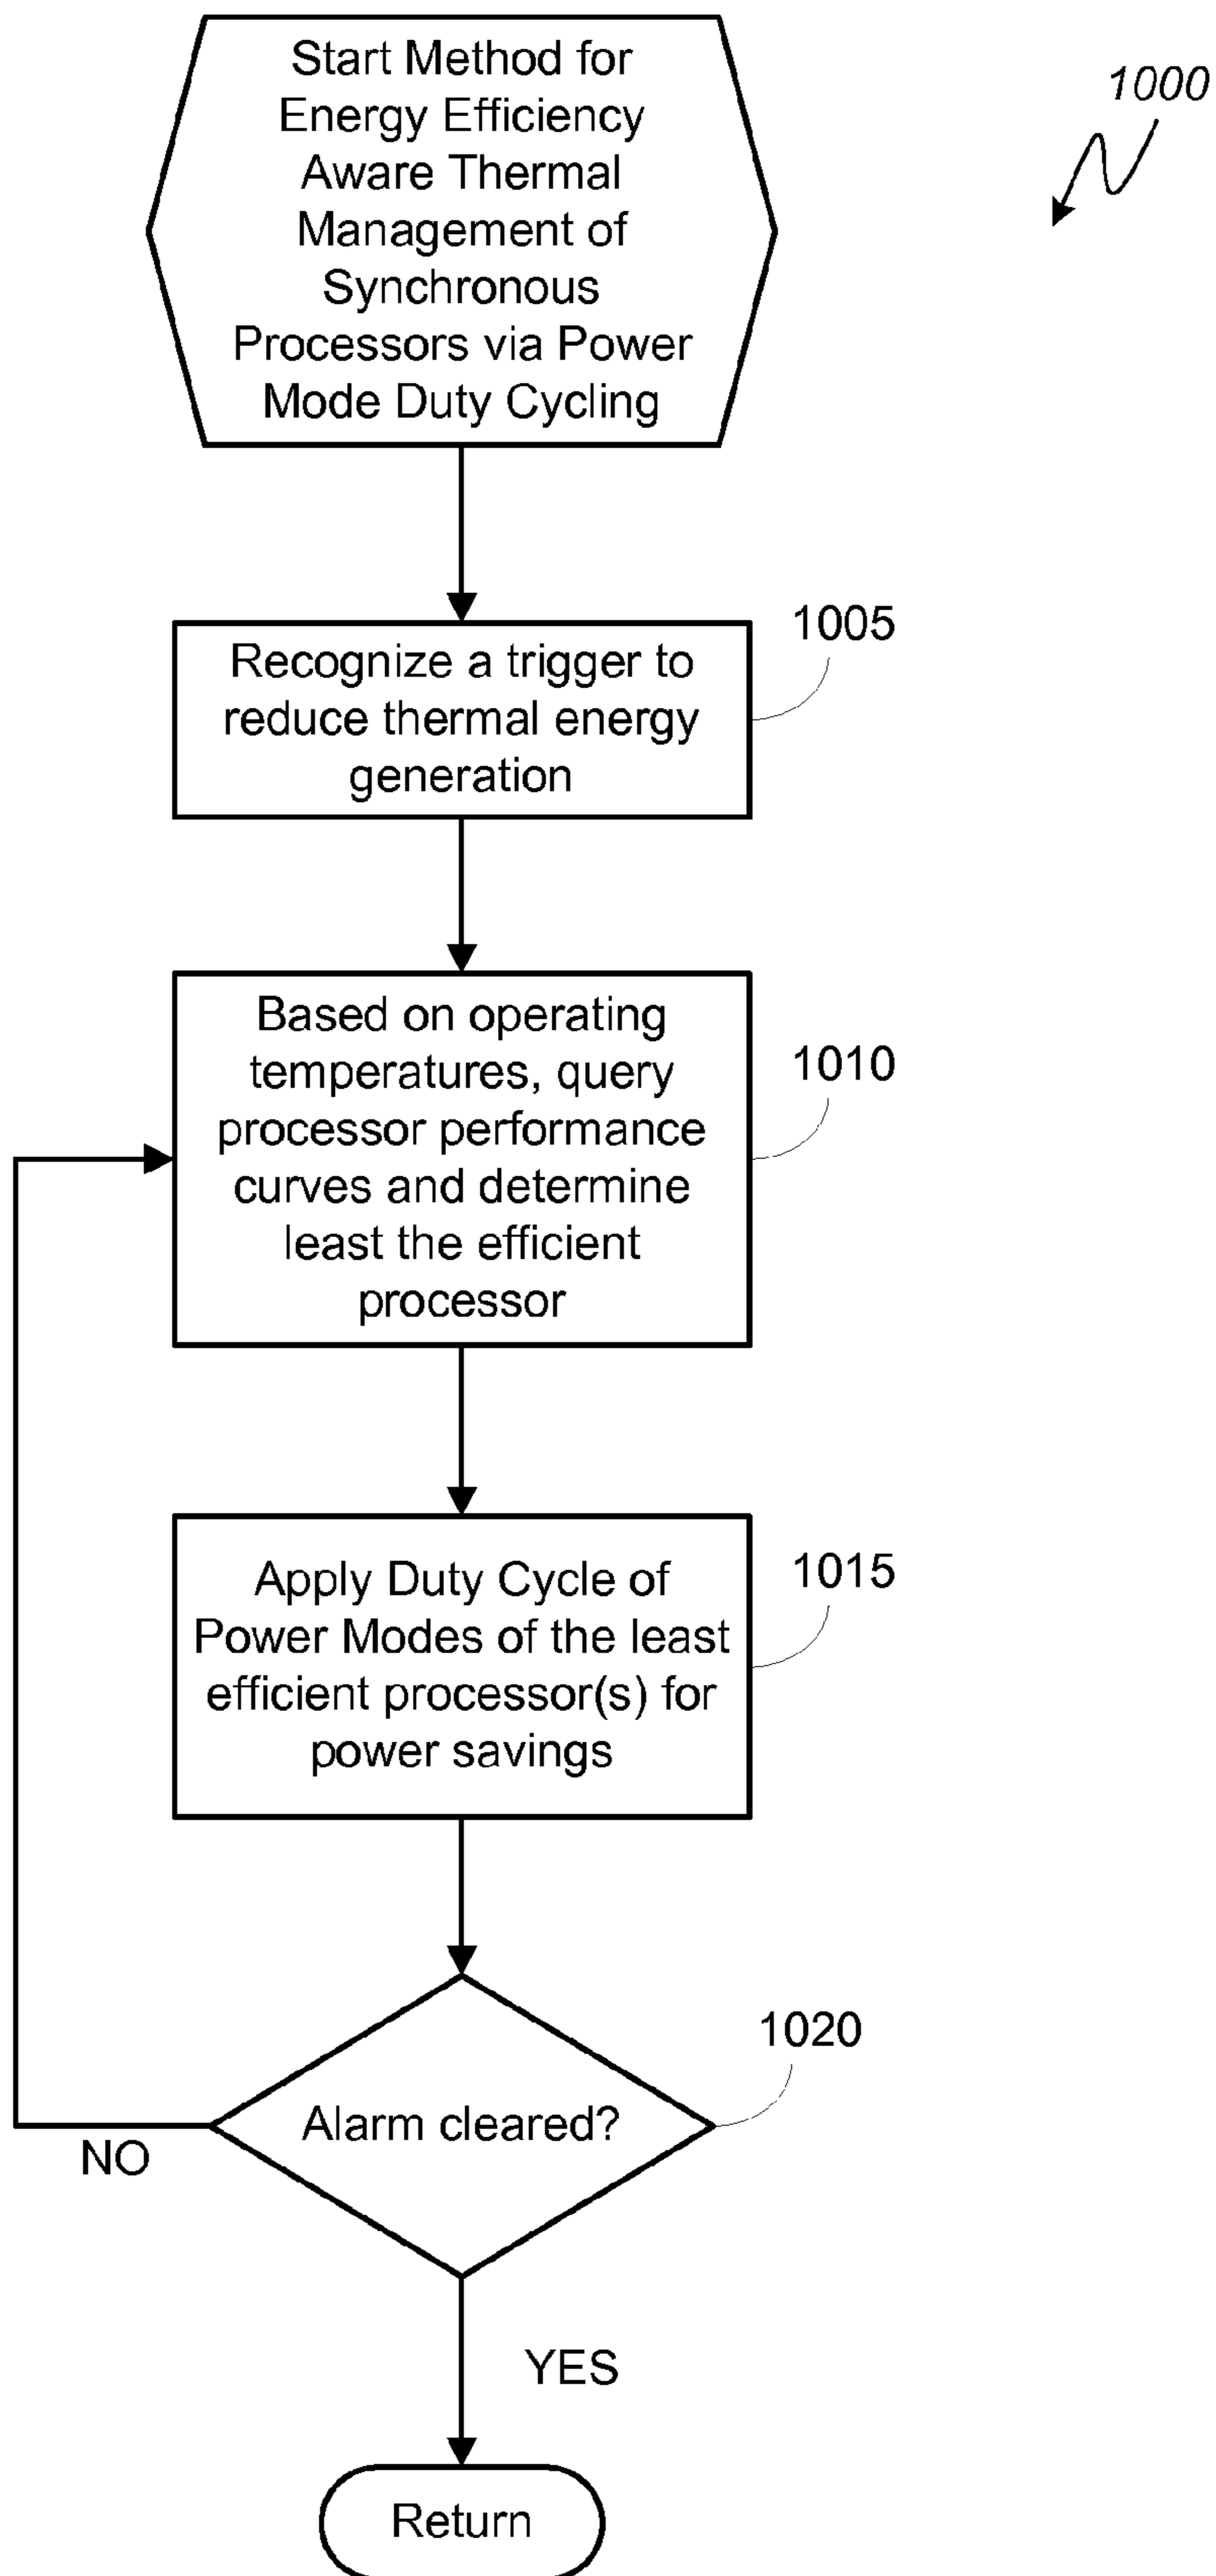 Start Method for
Energy Efficiency
Aware Thermal
Management of
Synchronous
Processors via Power
Mode Duty Cycling
1000
Recognize a trigger to
reduce thermal energy
generation
1005
Based on operating
temperatures, query
processor performance
curves and determine
least the efficient
processor
1010
Apply Duty Cycle of
Power Modes of the least
efficient processor(s) for
power savings
1015
Alarm cleared?
1020
NO
YES
Return